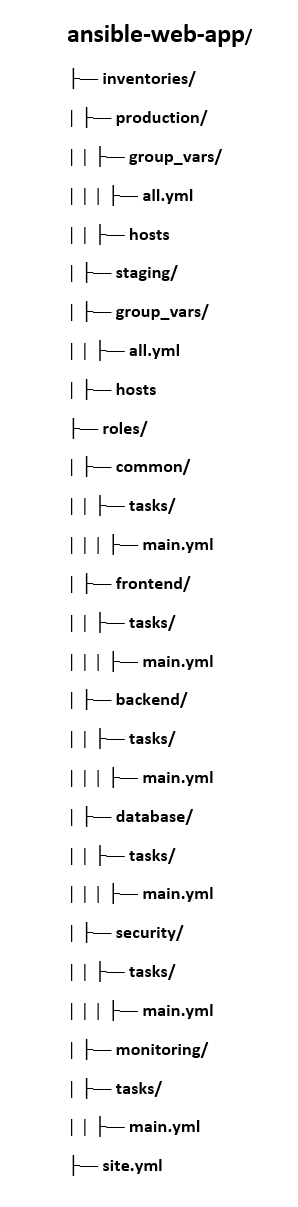 ansible-web-app/
├── inventories/
│ ├── production/
│ │ ├── group_vars/
│ │ │ ├── all.yml
│ │ ├── hosts
│ ├── staging/
│ ├── group_vars/
│ │ ├── all.yml
│ ├── hosts
├── roles/
│ ├── common/
│ │ ├── tasks/
│ │ │ ├── main.yml
│ ├── frontend/
│ │ ├── tasks/
│ │ │ ├── main.yml
│ ├── backend/
│ │ ├── tasks/
│ │ │ ├── main.yml
│ ├── database/
│ │ ├── tasks/
│ │ │ ├── main.yml
│ ├── security/
│ │ ├── tasks/
│ │ │ ├── main.yml
│ ├── monitoring/
│ ├── tasks/
│ │ ├── main.yml
├── site.yml